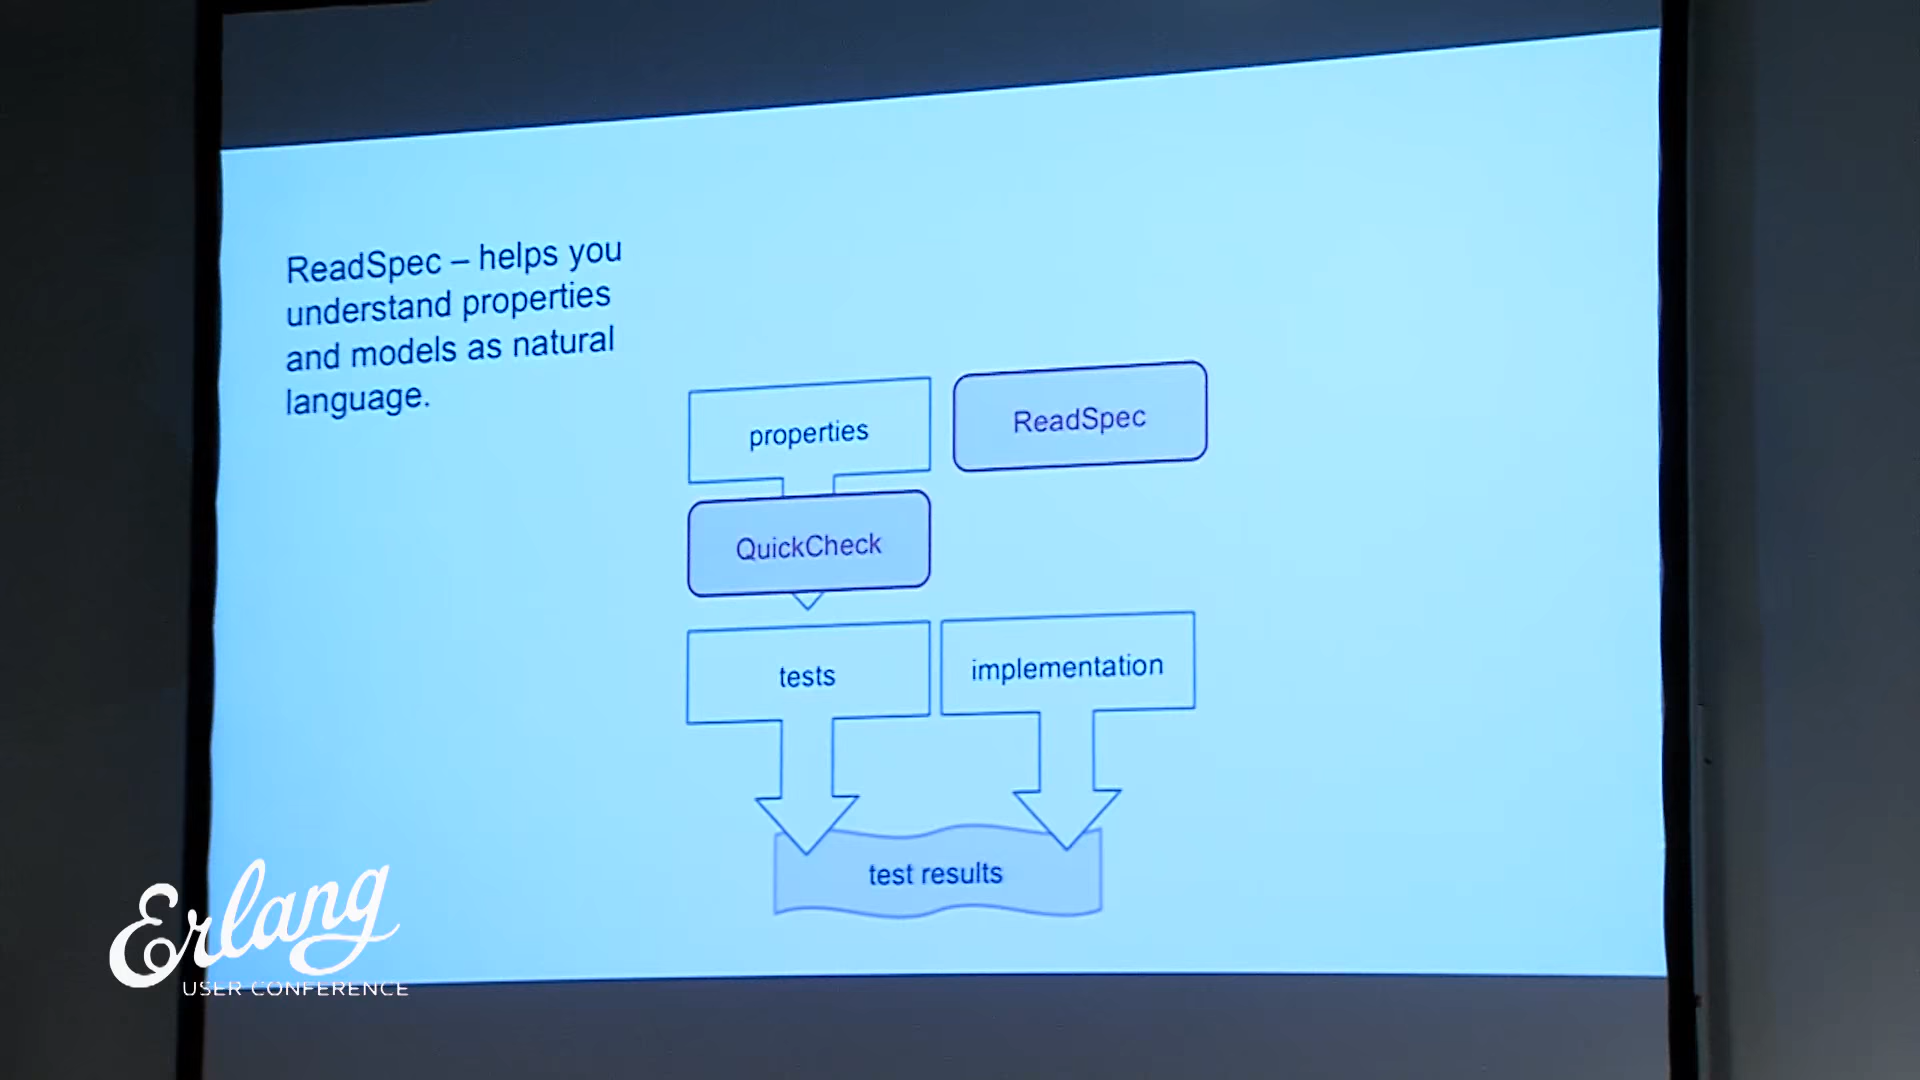 ReadSpec – helps you
understand properties
and models as natural
language.
properties
ReadSpec
QuickCheck
tests
implementation
test results
Erlang
USER CONFERENCE